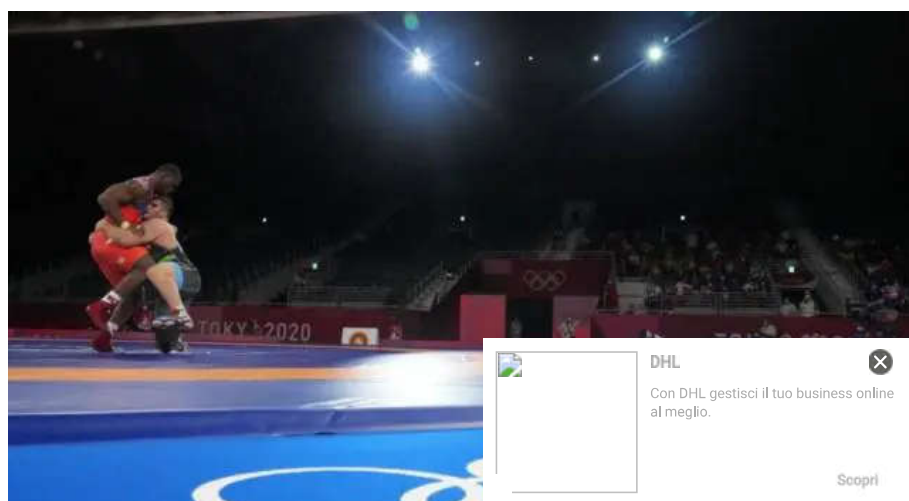 TOKYO 2020
DHL
Con DHL gestisci il tuo business online
al meglio.
Scopri